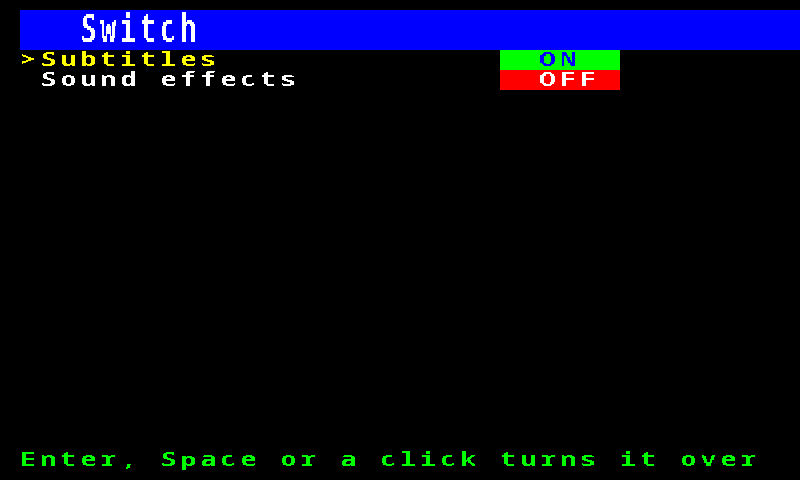 Switch
>Subtitles ON
Sound effects OFF
Enter, Space or a click turns it over